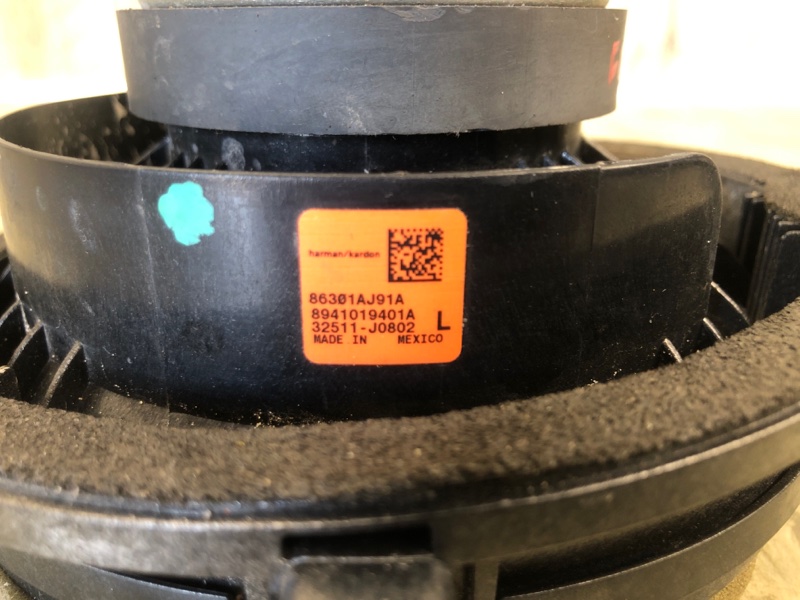 harman/kardon
86301AJ91A
8941019401A
32511-J0802 L
MADE IN MEXICO